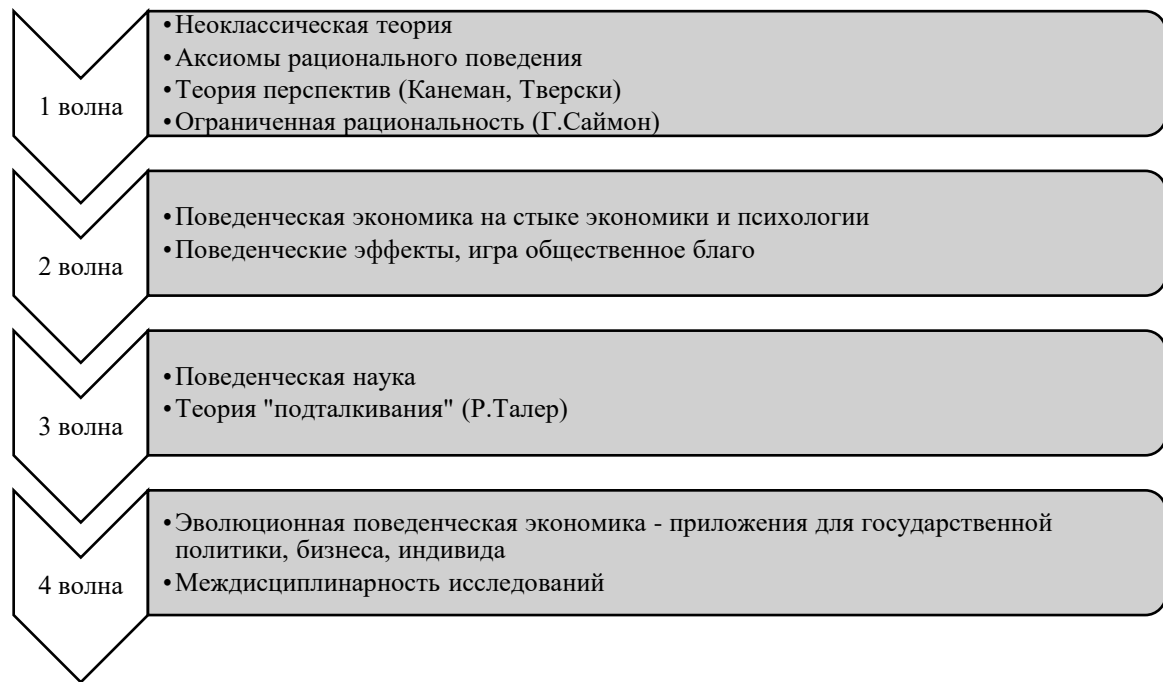 1 волна
•Неоклассическая теория
•Аксиомы рационального поведения
•Теория перспектив (Канеман, Тверски)
•Ограниченная рациональность (Г.Саймон)
2 волна
•Поведенческая экономика на стыке экономики и психологии
•Поведенческие эффекты, игра общественное благо
3 волна
•Поведенческая наука
•Теория "подталкивания" (Р.Талер)
4 волна
•Эволюционная поведенческая экономика - приложения для государственной
политики, бизнеса, индивида
•Междисциплинарность исследований